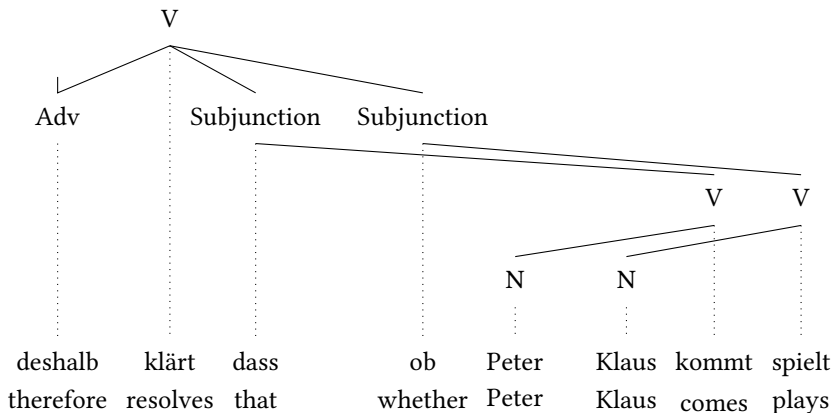 V
Adv Subjunction Subjunction
V V
N N
deshalb klärt dass ob Peter Klaus kommt spielt
therefore resolves that whether Peter Klaus comes plays